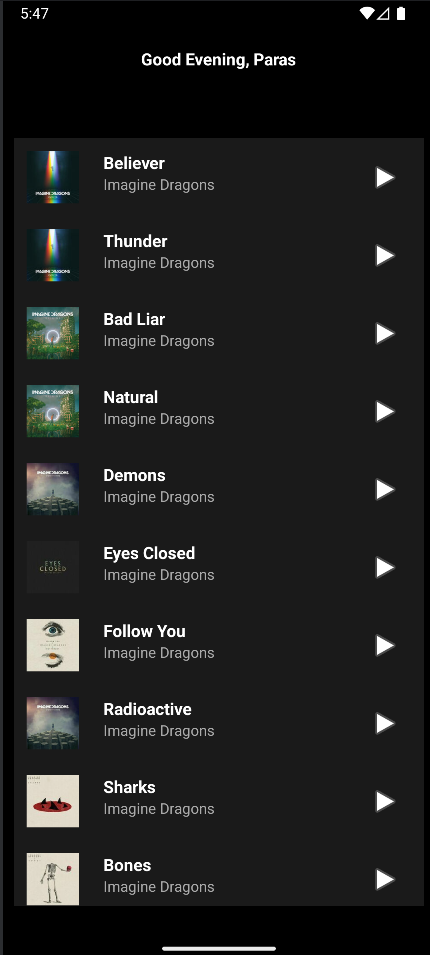 5:47
Good Evening, Paras
IMAGINE DRAGONS
Believer
Imagine Dragons
IMAGINE DRAGONS
Thunder
Imagine Dragons
IMAGINE DRAGONS
Bad Liar
Imagine Dragons
IMAGINE DRAGONS
Natural
Imagine Dragons
IMAGINE DRAGONS
Demons
Imagine Dragons
EYES
CLOSED
Eyes Closed
Imagine Dragons
Follow You
Imagine Dragons
IMAGINE DRAGONS
Radioactive
Imagine Dragons
Sharks
Imagine Dragons
Bones
Imagine Dragons